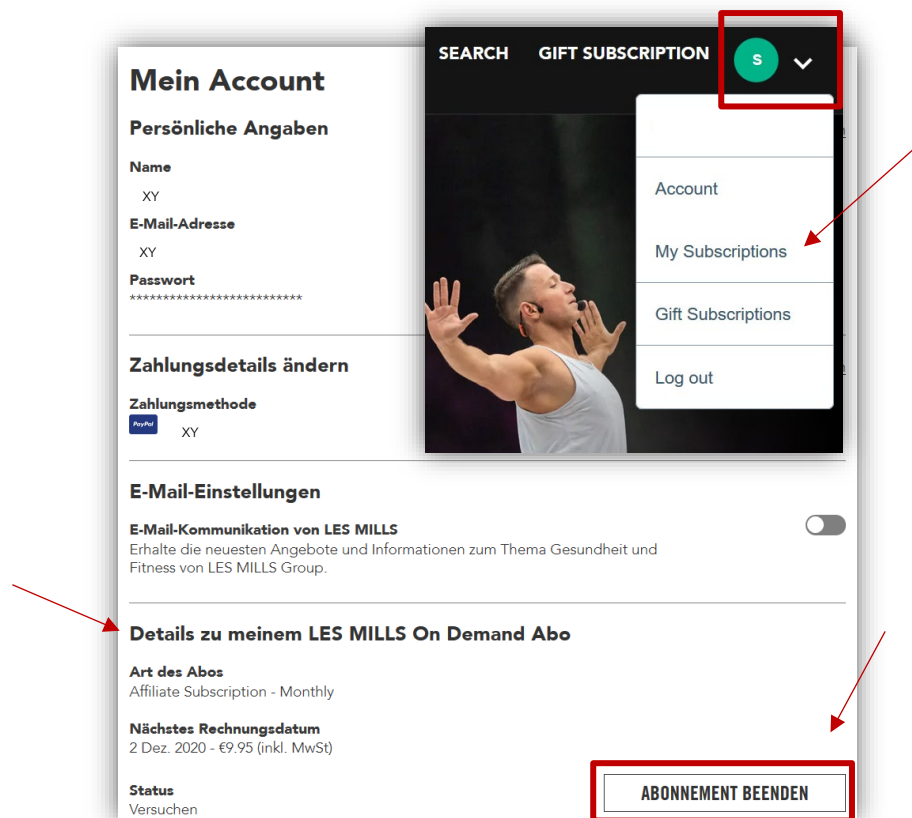 SEARCH GIFT SUBSCRIPTION S
Account
My Subscriptions
Gift Subscriptions
Log out
Mein Account
Persönliche Angaben
Name
XY
E-Mail-Adresse
XY
Passwort
**************************
Zahlungsdetails ändern
Zahlungsmethode
PayPal XY
E-Mail-Einstellungen
E-Mail-Kommunikation von LES MILLS
Erhalte die neuesten Angebote und Informationen zum Thema Gesundheit und
Fitness von LES MILLS Group.
Details zu meinem LES MILLS On Demand Abo
Art des Abos
Affiliate Subscription - Monthly
Nächstes Rechnungsdatum
2 Dez. 2020 - €9.95 (inkl. MwSt)
Status
Versuchen
ABONNEMENT BEENDEN